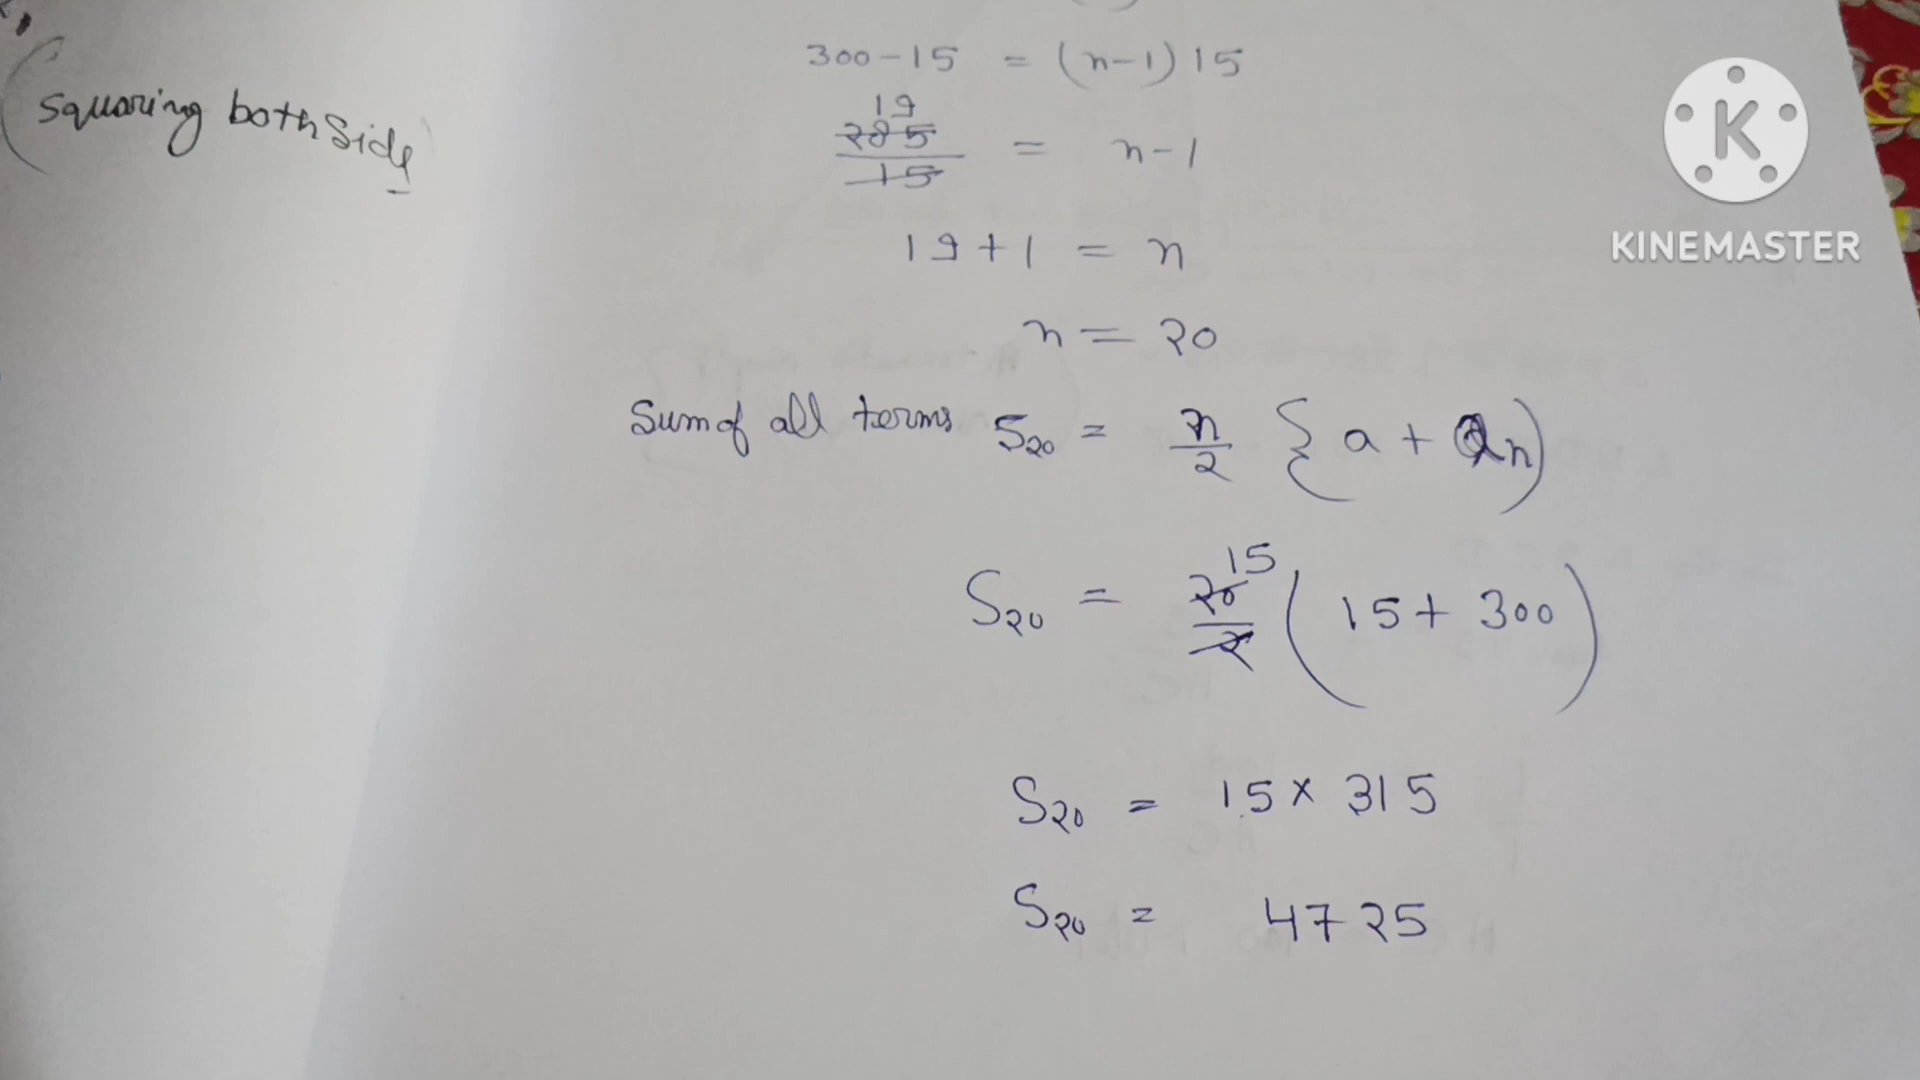 300-15 = (n-1)15
(squaring both side
19
285
15
= n-1
19+1 = n
n = 20
Sum of all terms S20 = n/2 { a + an)
S20 = 20/2 15 ( 15 + 300 )
S20 = 15 × 315
S20 = 4725
K
KINEMASTER